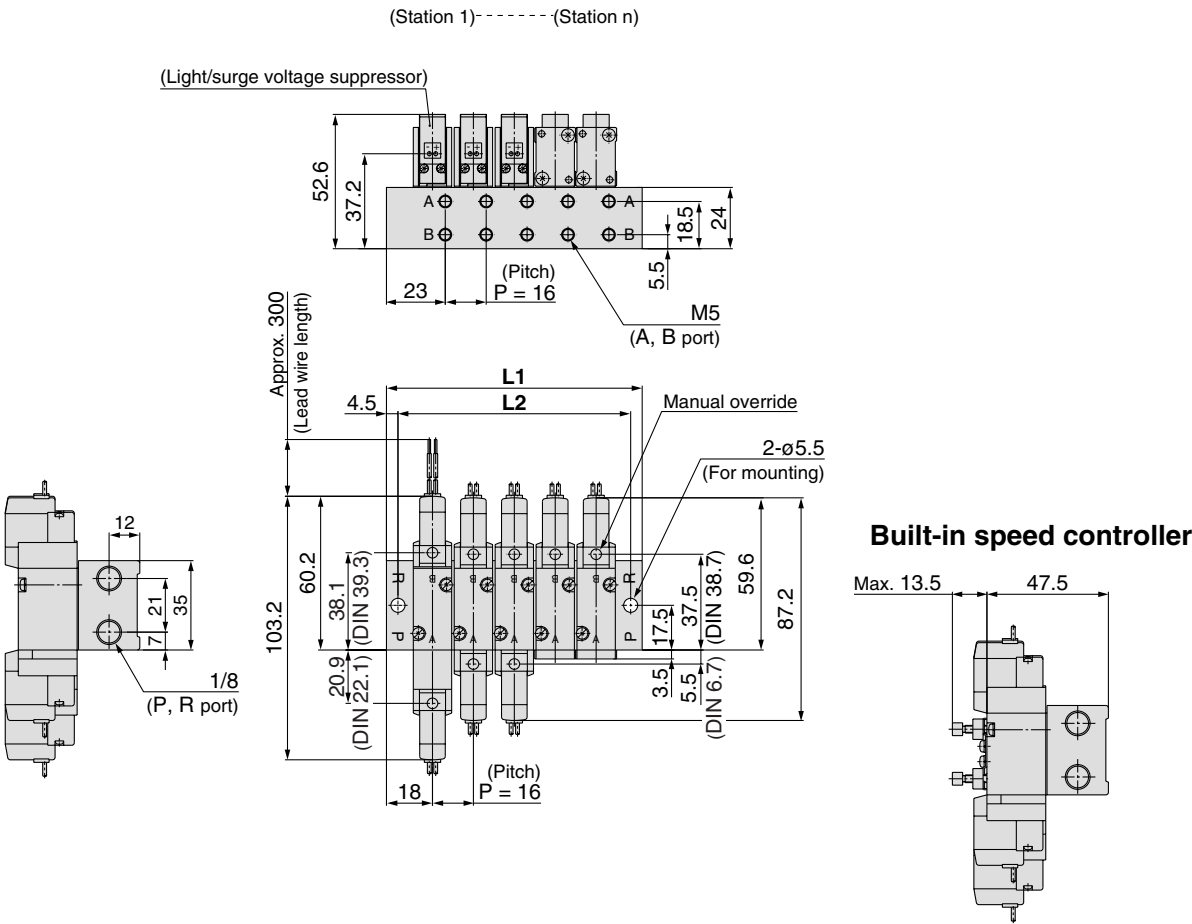 (Station 1)--------(Station n)
(Light/surge voltage suppressor)
52.6
37.2
A
A
B
B
18.5
24
5.5
23
(Pitch)
P = 16
M5
(A, B port)
Approx. 300
(Lead wire length)
L1
4.5
L2
Manual override
2-ø5.5
(For mounting)
103.2
60.2
38.1
(DIN 39.3)
20.9
(DIN 22.1)
R
P
B
B
B
B
B
A
A
A
A
A
R
P
17.5
37.5
(DIN 38.7)
59.6
87.2
3.5
5.5
(DIN 6.7)
18
(Pitch)
P = 16
12
21
35
7
1/8
(P, R port)
Built-in speed controller
Max. 13.5
47.5